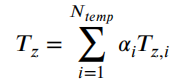 $T_z = \sum_{i=1}^{N_{temp}} \alpha_i T_{z,i}$